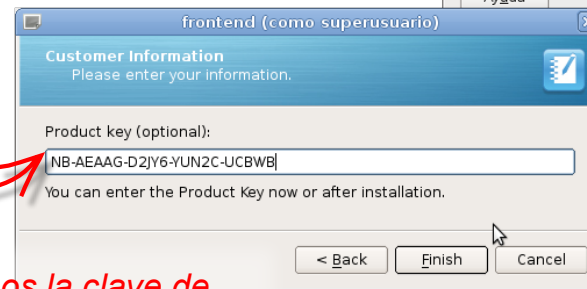 Ayuda
frontend (como superusuario)
Customer Information
Please enter your information.
Product key (optional):
NB-AEAAG-D2JY6-YUN2C-UCBWB
You can enter the Product Key now or after installation.
< Back Finish Cancel
la clave de